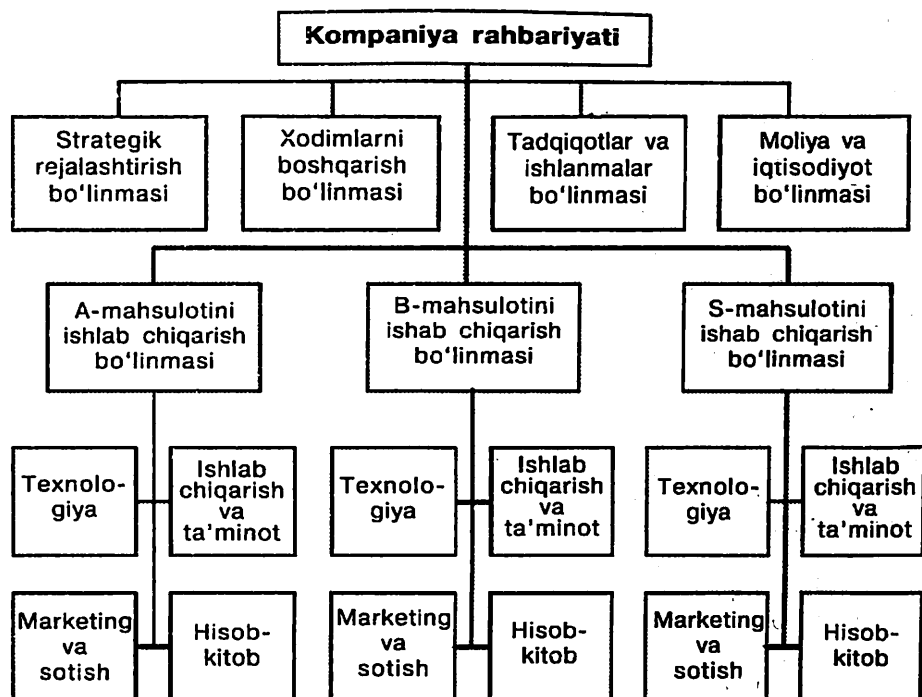 Kompaniya rahbariyati
Strategik
rejalashtirish
bo‘linmasi
Xodimlarni
boshqarish
bo‘linmasi
Tadqiqotlar va
ishlanmalar
bo‘linmasi
Moliya va
iqtisodiyot
bo‘linmasi
A-mahsulotini
ishlab chiqarish
bo‘linmasi
B-mahsulotini
ishab chiqarish
bo‘linmasi
S-mahsulotini
ishab chiqarish
bo‘linmasi
Texnolo-
giya
Ishlab
chiqarish
va
ta’minot
Texnolo-
giya
Ishlab
chiqarish
va
ta’minot
Texnolo-
giya
Ishlab
chiqarish
va
ta’minot
Marketing
va
sotish
Hisob-
kitob
Marketing
va
sotish
Hisob-
kitob
Marketing
va
sotish
Hisob-
kitob